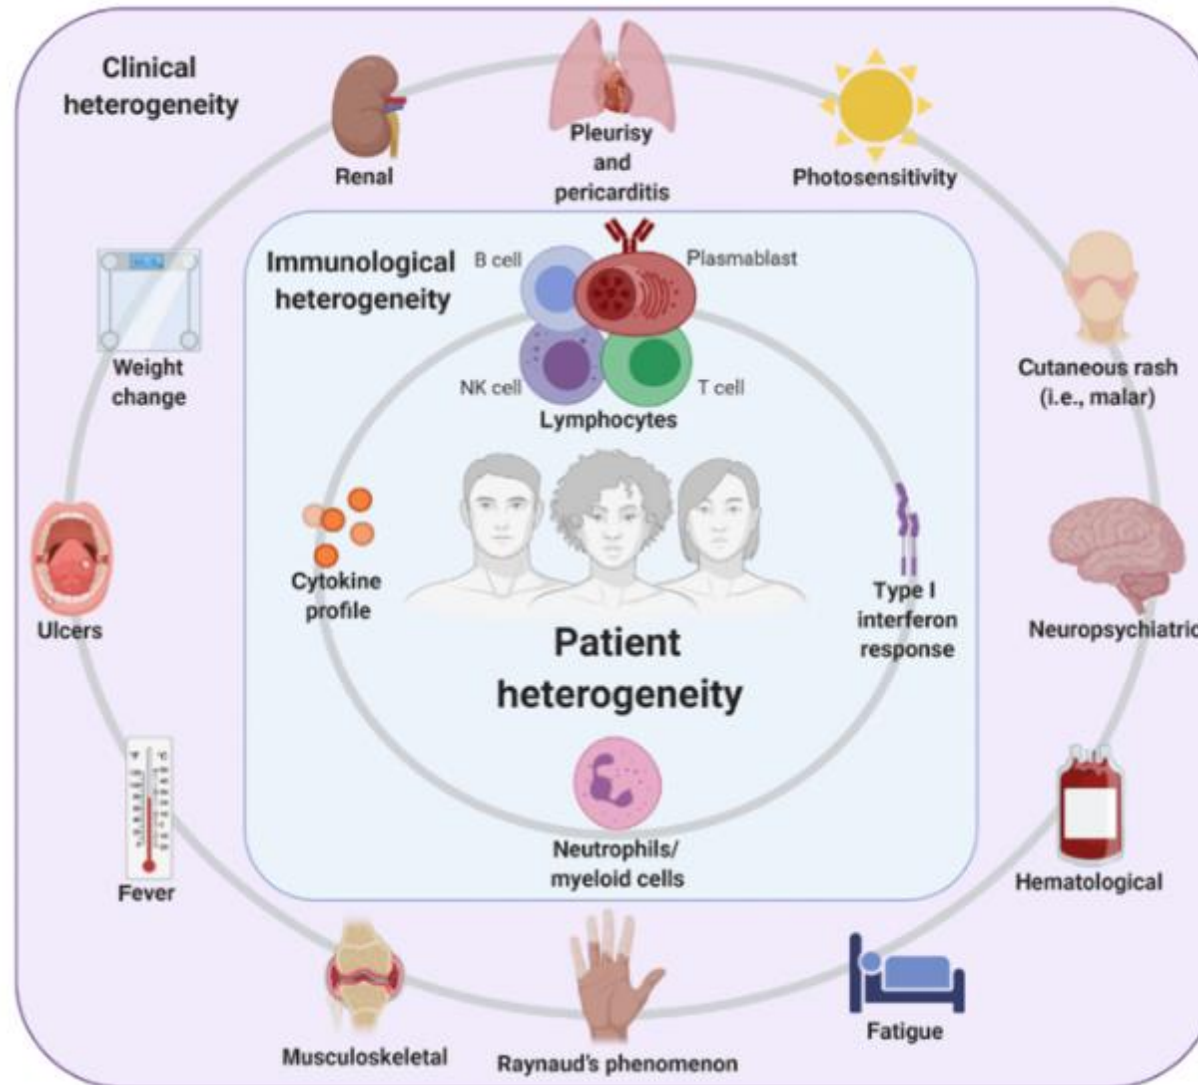 Clinical
heterogeneity
Renal
Pleurisy
and
pericarditis
Photosensitivity
Weight
change
Immunological
heterogeneity
B cell
Plasmablast
NK cell
T cell
Lymphocytes
Cutaneous rash
(i.e., malar)
Ulcers
Cytokine
profile
Type I
interferon
response
Neuropsychiatric
Patient
heterogeneity
Fever
Neutrophils/
myeloid cells
Hematological
Musculoskeletal
Raynaud's phenomenon
Fatigue